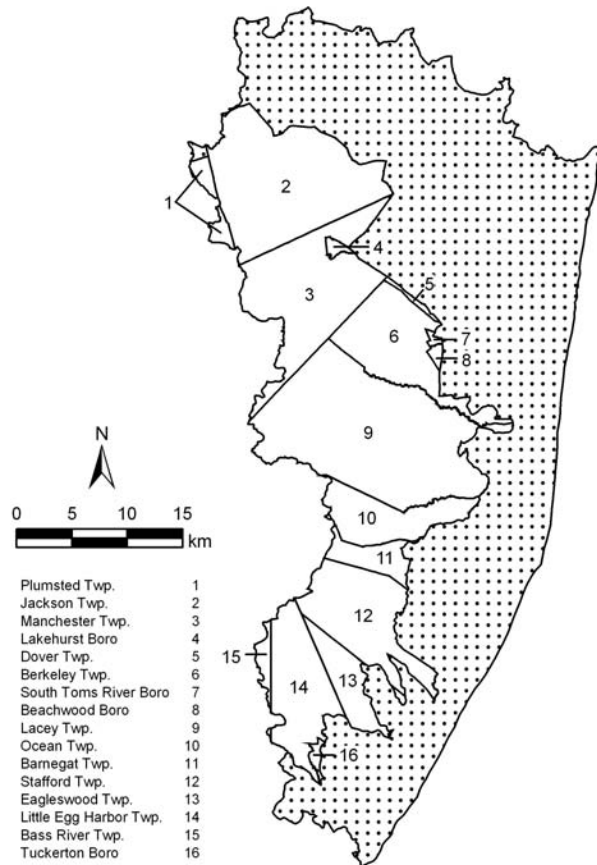 2
1
4
3
5
6
7
8
N
9
0 5 10 15
km
10
11
12
15
14
13
16
Plumsted Twp. 1
Jackson Twp. 2
Manchester Twp. 3
Lakehurst Boro 4
Dover Twp. 5
Berkeley Twp. 6
South Toms River Boro 7
Beachwood Boro 8
Lacey Twp. 9
Ocean Twp. 10
Barnegat Twp. 11
Stafford Twp. 12
Eagleswood Twp. 13
Little Egg Harbor Twp. 14
Bass River Twp. 15
Tuckerton Boro 16